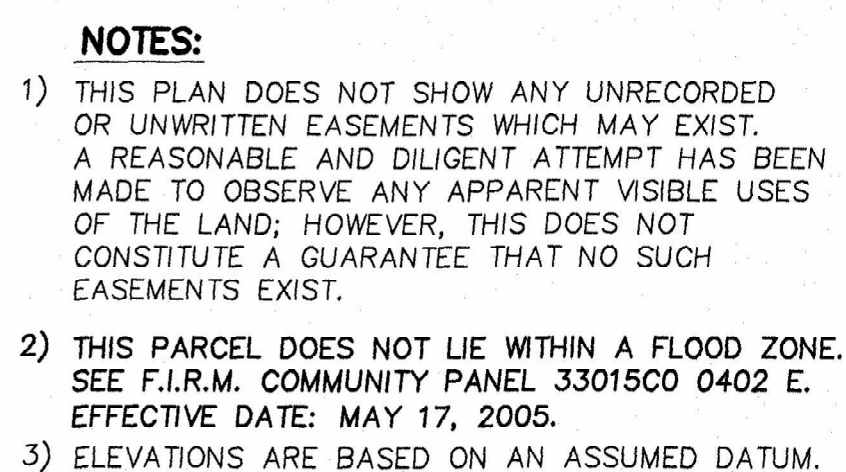 NOTES:
1) THIS PLAN DOES NOT SHOW ANY UNRECORDED
OR UNWRITTEN EASEMENTS WHICH MAY EXIST.
A REASONABLE AND DILIGENT ATTEMPT HAS BEEN
MADE TO OBSERVE ANY APPARENT VISIBLE USES
OF THE LAND; HOWEVER, THIS DOES NOT
CONSTITUTE A GUARANTEE THAT NO SUCH
EASEMENTS EXIST.
2) THIS PARCEL DOES NOT LIE WITHIN A FLOOD ZONE.
SEE F.I.R.M. COMMUNITY PANEL 33015C0 0402 E.
EFFECTIVE DATE: MAY 17, 2005.
3) ELEVATIONS ARE BASED ON AN ASSUMED DATUM.